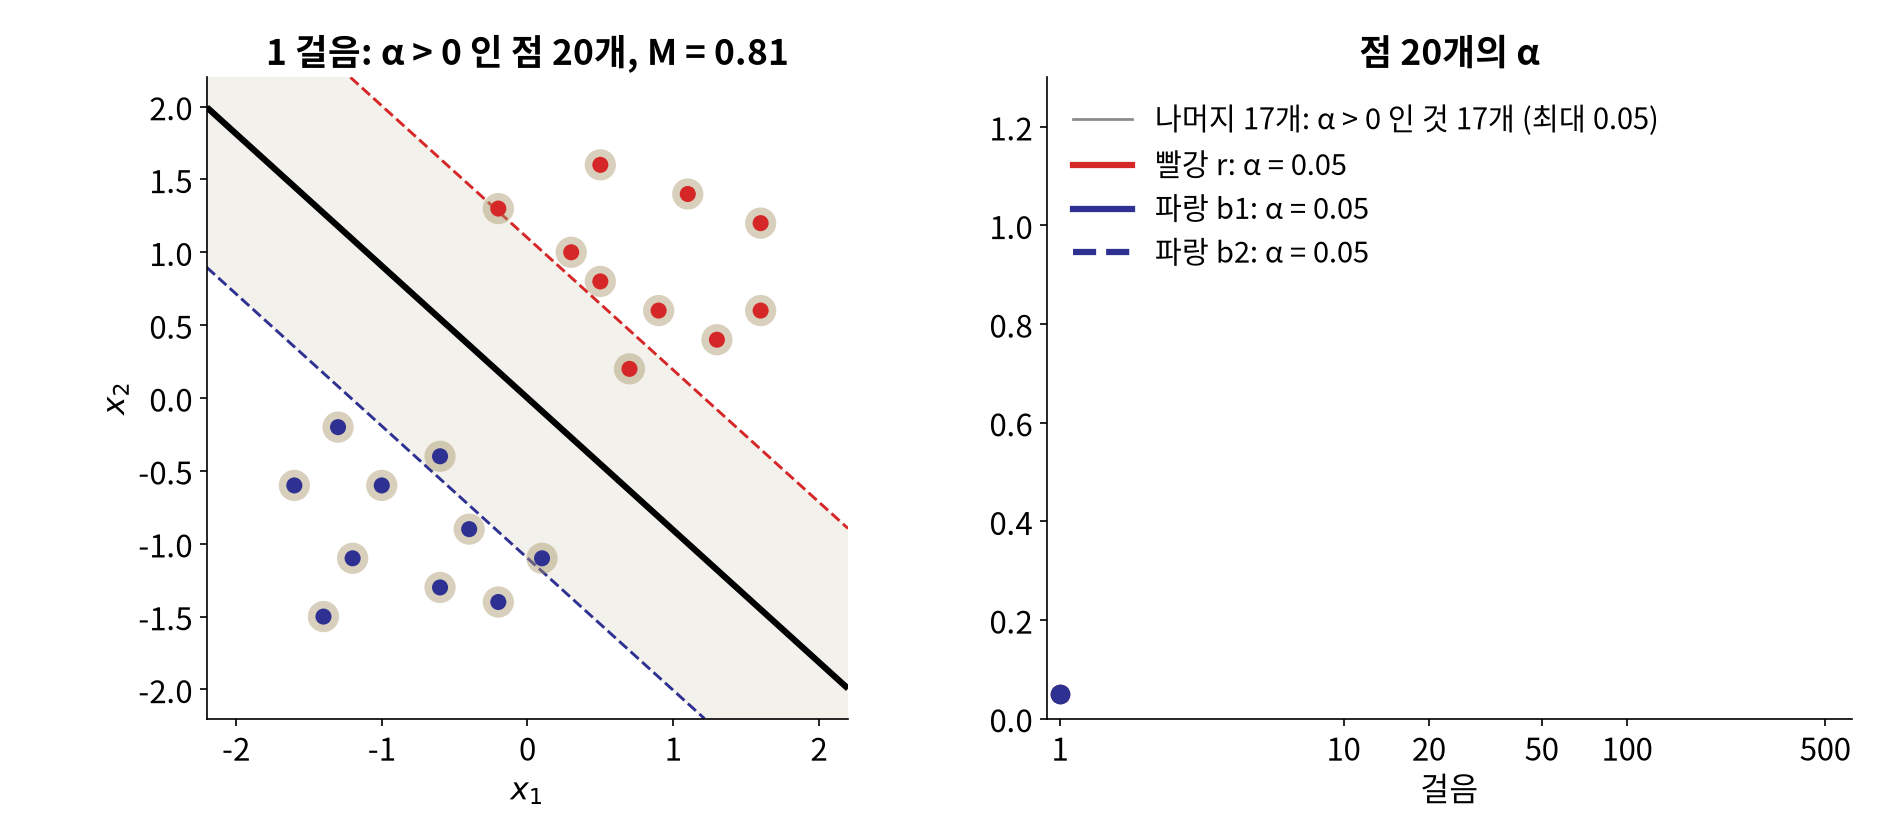 1 걸음: α > 0 인 점 20개, M = 0.81
2.0
1.5
1.0
0.5
0.0
-0.5
-1.0
-1.5
-2.0
x₂
-2 -1 0 1 2
x₁
점 20개의 α
나머지 17개: α > 0 인 것 17개 (최대 0.05)
빨강 r: α = 0.05
파랑 b1: α = 0.05
파랑 b2: α = 0.05
1.2
1.0
0.8
0.6
0.4
0.2
0.0
1 10 20 50 100 500
걸음